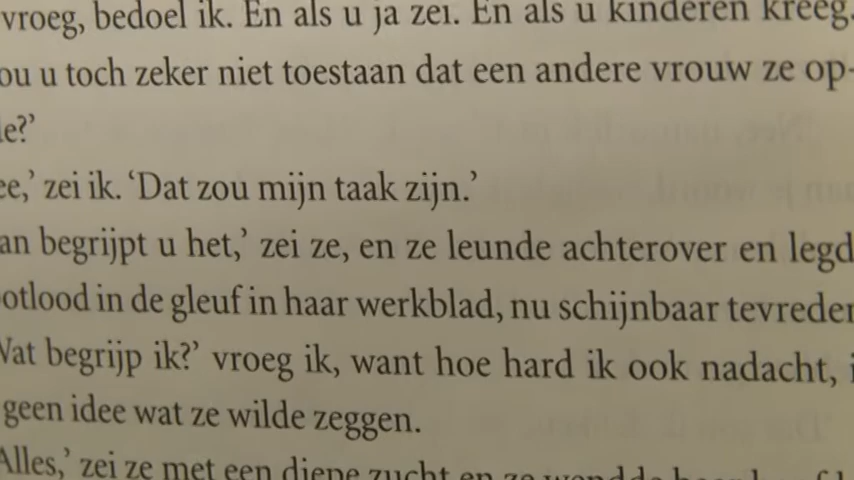 vroeg, bedoel ik. En als u ja zei. En als u kinderen kreeg.
ou u toch zeker niet toestaan dat een andere vrouw ze op-
e?’
ee,’ zei ik. ‘Dat zou mijn taak zijn.’
an begrijpt u het,’ zei ze, en ze leunde achterover en legd
otlood in de gleuf in haar werkblad, nu schijnbaar tevreden
Wat begrijp ik?’ vroeg ik, want hoe hard ik ook nadacht, i
geen idee wat ze wilde zeggen.
Alles,’ zei ze met een diepe zucht en ze